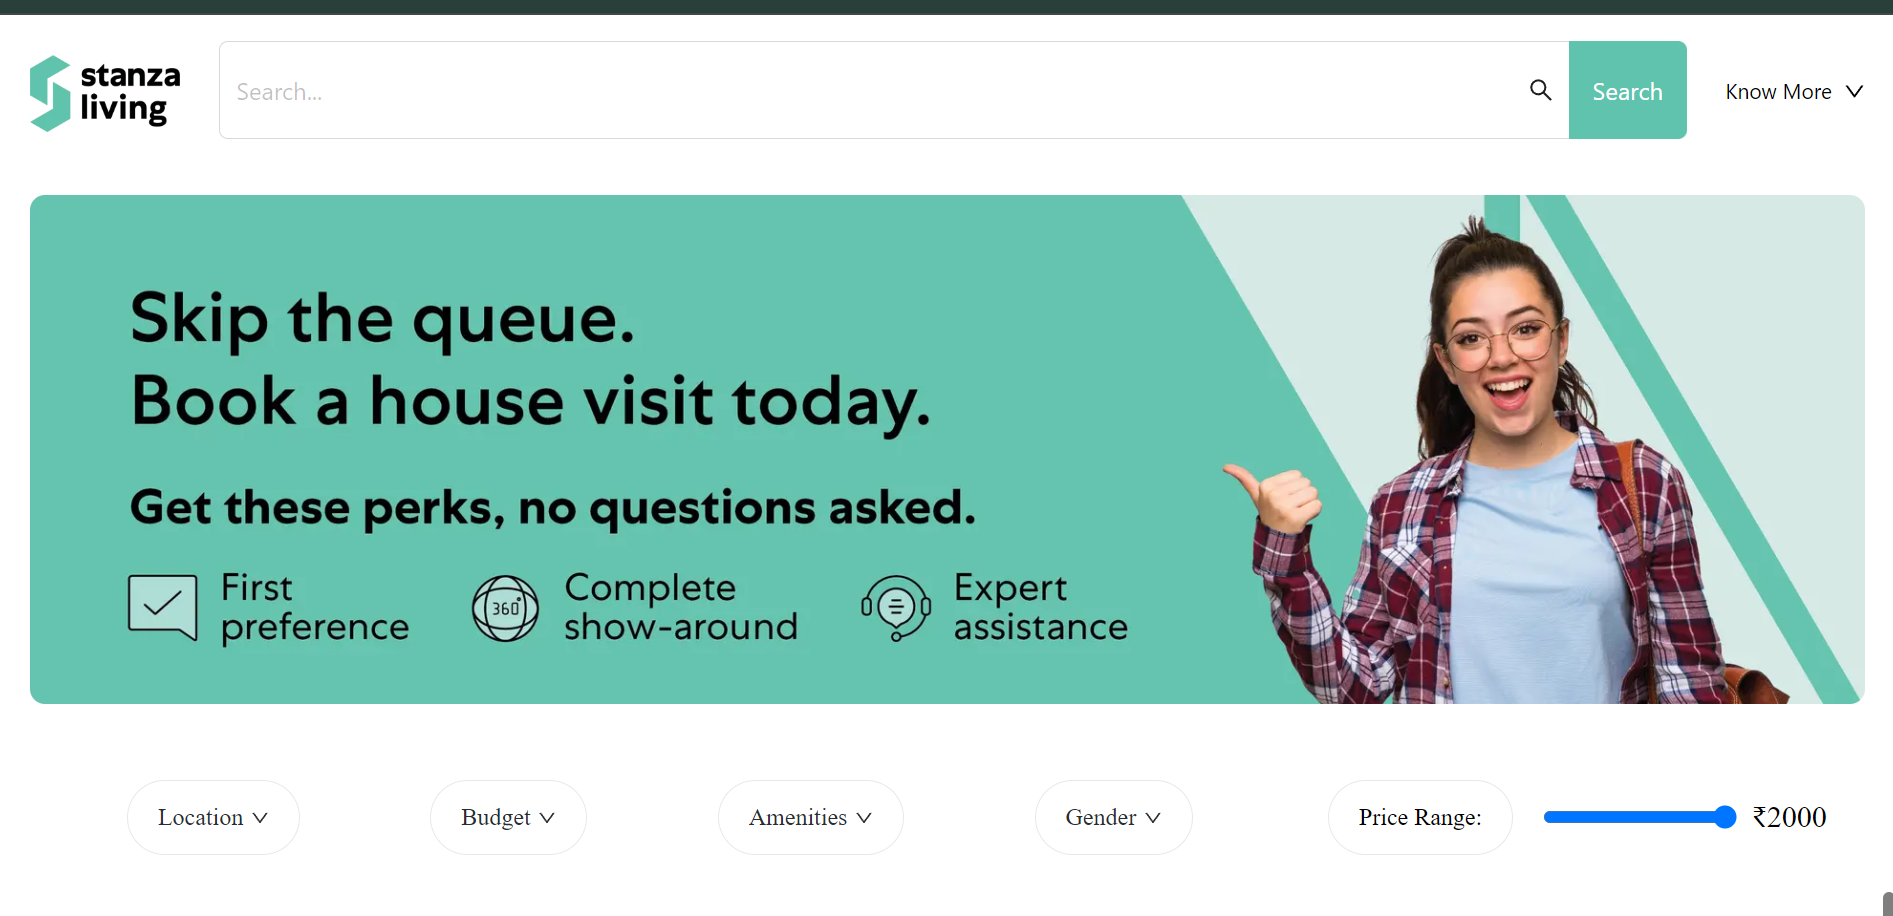 stanza
living
Search...
Search
Know More
Skip the queue.
Book a house visit today.
Get these perks, no questions asked.
First
preference
360°
Complete
show-around
Expert
assistance
Location
Budget
Amenities
Gender
Price Range:
₹2000